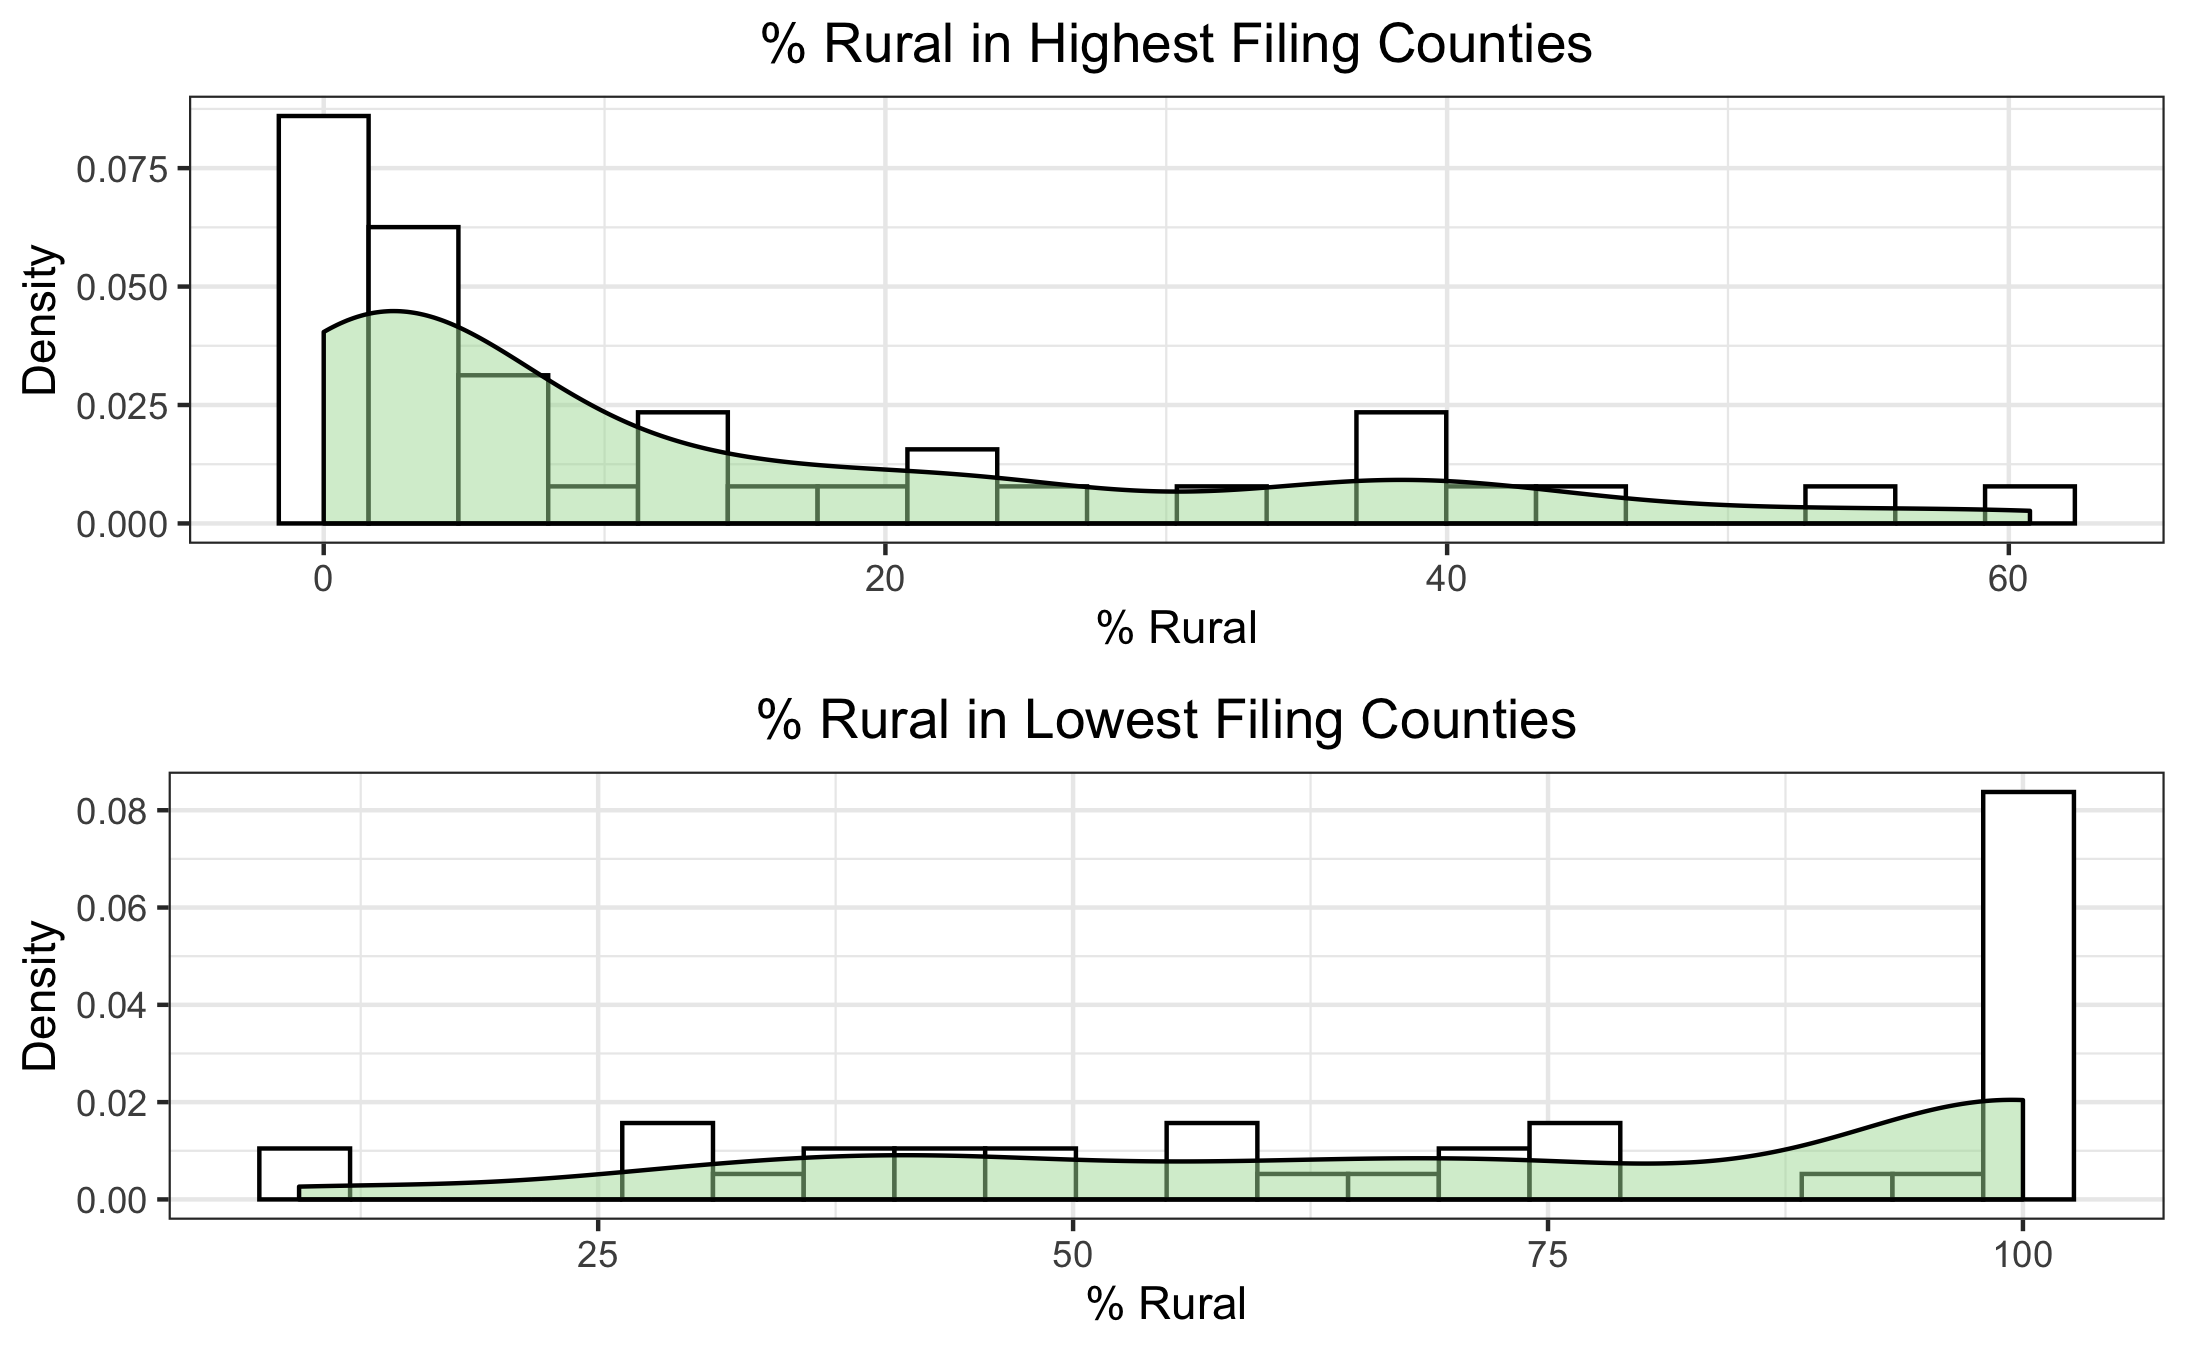 % Rural in Highest Filing Counties
Density
0.075
0.050
0.025
0.000
0 20 40 60
% Rural
% Rural in Lowest Filing Counties
Density
0.08
0.06
0.04
0.02
0.00
25 50 75 100
% Rural